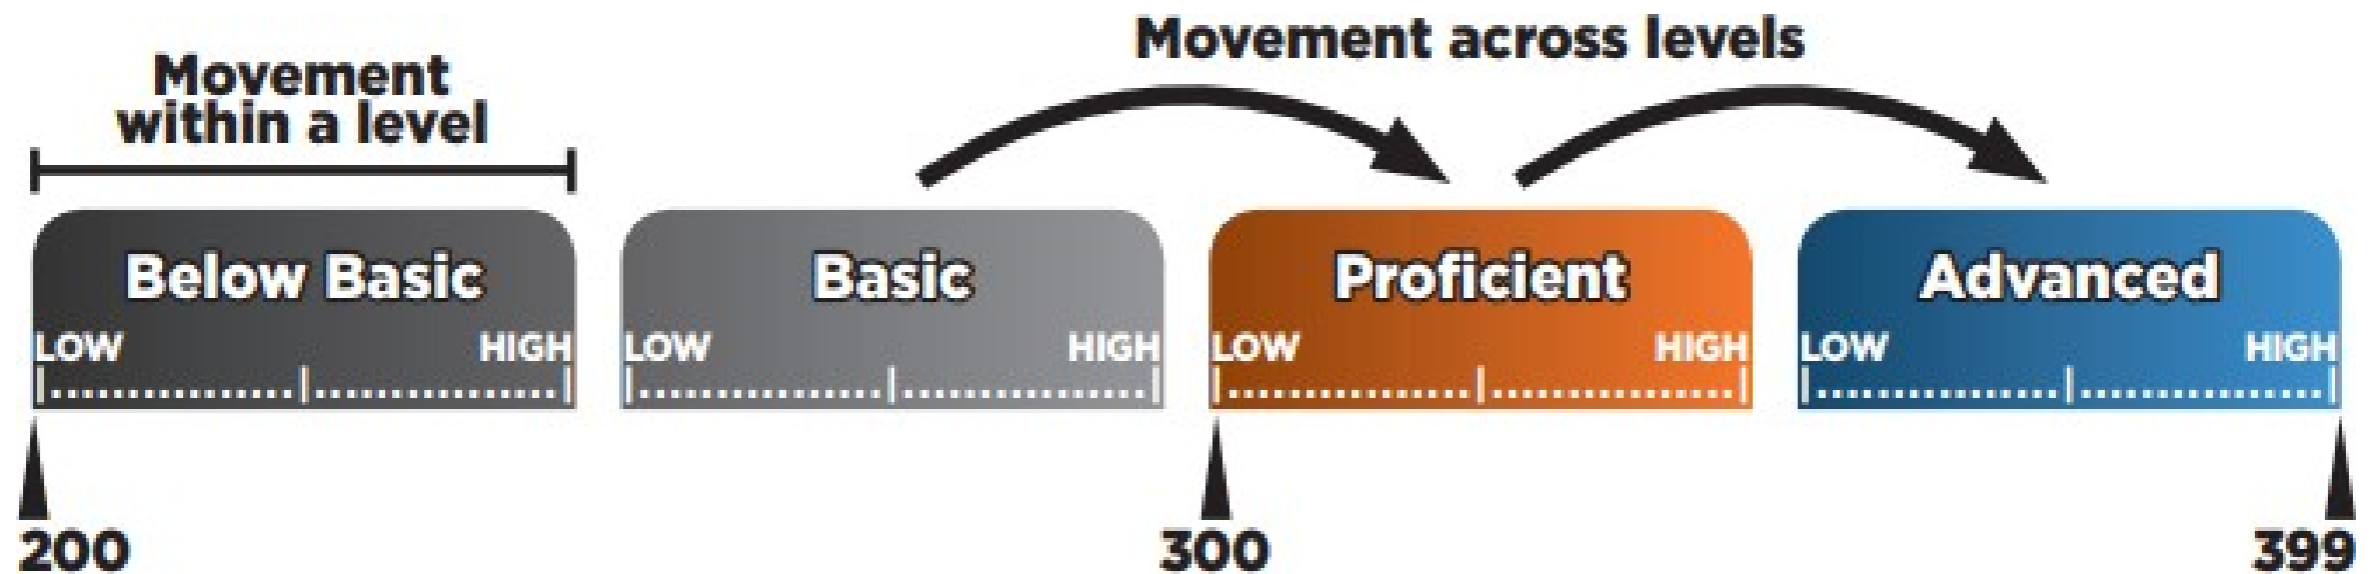 Movement across levels
Movement
within a level
Below Basic
Basic
Proficient
Advanced
LOW HIGH LOW HIGH LOW HIGH LOW HIGH
200 300 399